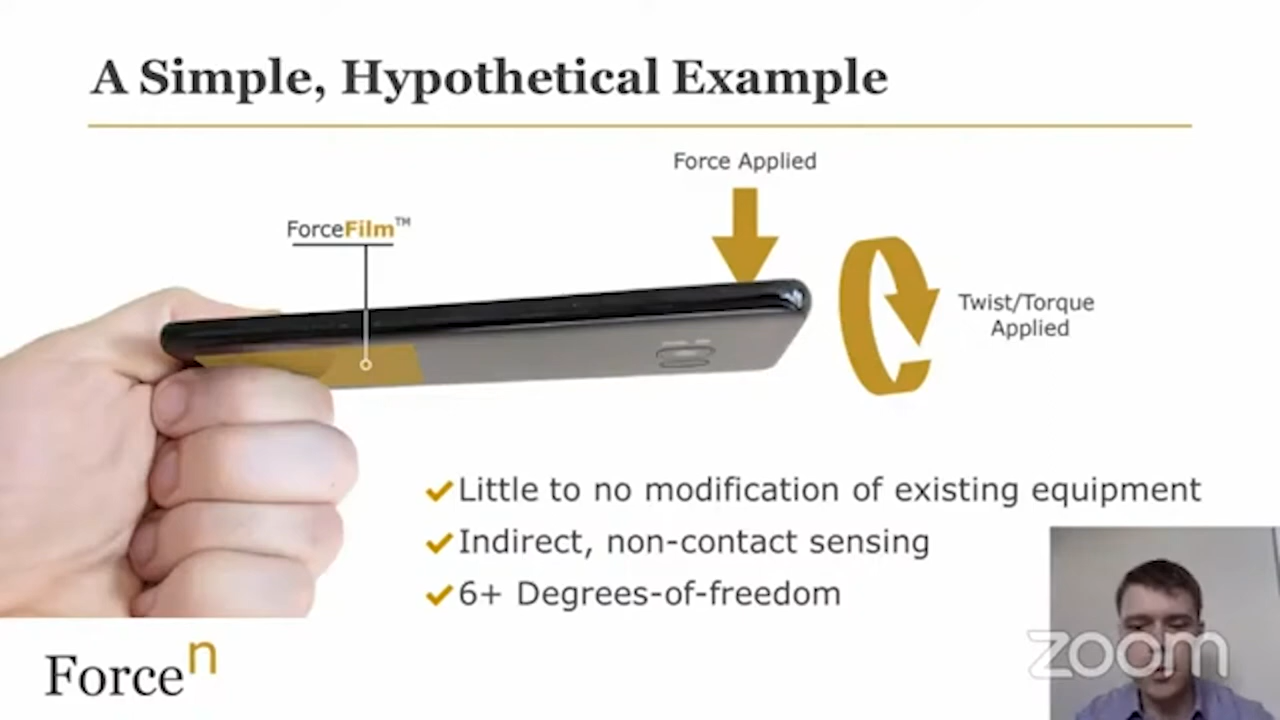 A Simple, Hypothetical Example
Force Applied
ForceFilm™
Twist/Torque
Applied
✔Little to no modification of existing equipment
✔Indirect, non-contact sensing
✔6+ Degrees-of-freedom
Forceⁿ
zoom